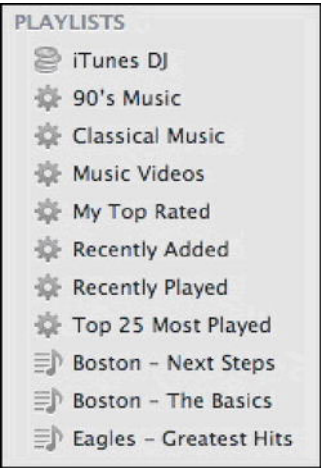 PLAYLISTS
iTunes DJ
90's Music
Classical Music
Music Videos
My Top Rated
Recently Added
Recently Played
Top 25 Most Played
Boston – Next Steps
Boston – The Basics
Eagles – Greatest Hits